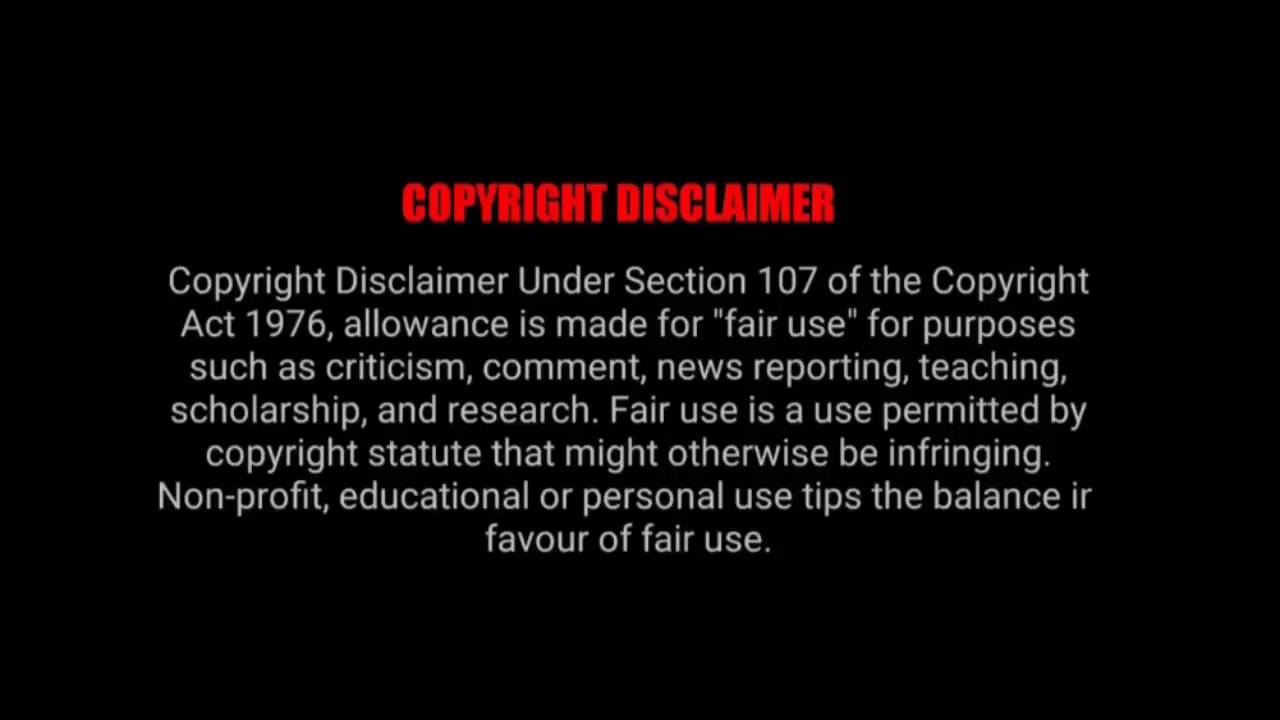 COPYRIGHT DISCLAIMER
Copyright Disclaimer Under Section 107 of the Copyright
Act 1976, allowance is made for "fair use" for purposes
such as criticism, comment, news reporting, teaching,
scholarship, and research. Fair use is a use permitted by
copyright statute that might otherwise be infringing.
Non-profit, educational or personal use tips the balance ir
favour of fair use.